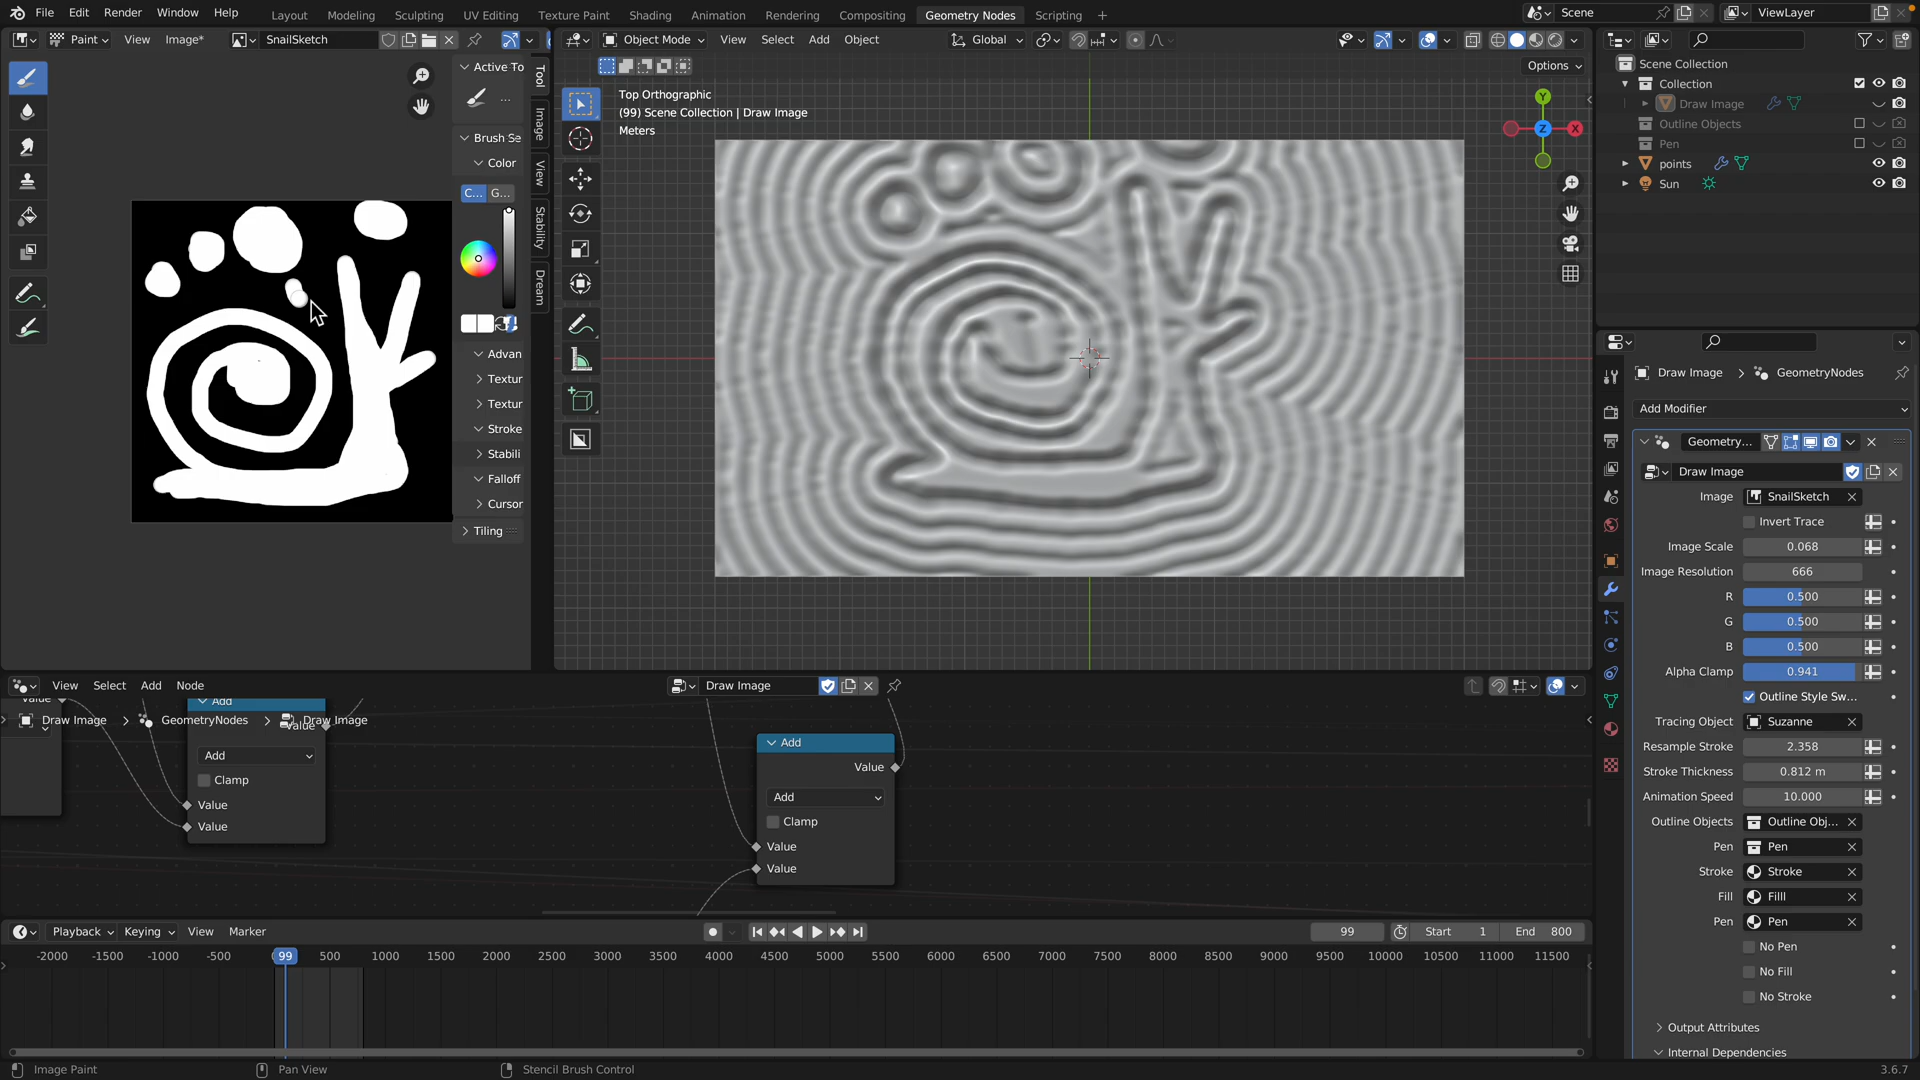 File Edit Render Window Help Layout Modeling Sculpting UV Editing Texture Paint Shading Animation Rendering Compositing Geometry Nodes Scripting + Scene ViewLayer
Paint View Image* SnailSketch
Object Mode View Select Add Object Global
Options
Top Orthographic
(99) Scene Collection | Draw Image
Meters
Y
X
Z
Active To
...
Brush Se
Color
C... G...
Advan
Textur
Textur
Stroke
Stabili
Falloff
Cursor
Tiling
Tool
Image
View
Stability
Dream
Scene Collection
Collection
Draw Image
Outline Objects
Pen
points
Sun
Draw Image > GeometryNodes
Add Modifier
Geometry...
Draw Image
Image SnailSketch
Invert Trace
Image Scale 0.068
Image Resolution 666
R 0.500
G 0.500
B 0.500
Alpha Clamp 0.941
Outline Style Sw...
Tracing Object Suzanne
Resample Stroke 2.358
Stroke Thickness 0.812 m
Animation Speed 10.000
Outline Objects Outline Obj...
Pen Pen
Stroke Stroke
Fill Filll
Pen Pen
No Pen
No Fill
No Stroke
Output Attributes
Internal Dependencies
View Select Add Node Draw Image
Draw Image > GeometryNodes > Draw Image
Value
Add
Value
Add
Clamp
Value
Value
Add
Value
Add
Clamp
Value
Value
Playback Keying View Marker 99 Start 1 End 800
-2000 -1500 -1000 -500 99 500 1000 1500 2000 2500 3000 3500 4000 4500 5000 5500 6000 6500 7000 7500 8000 8500 9000 9500 10000 10500 11000 11500
Image Paint Pan View Stencil Brush Control 3.6.7